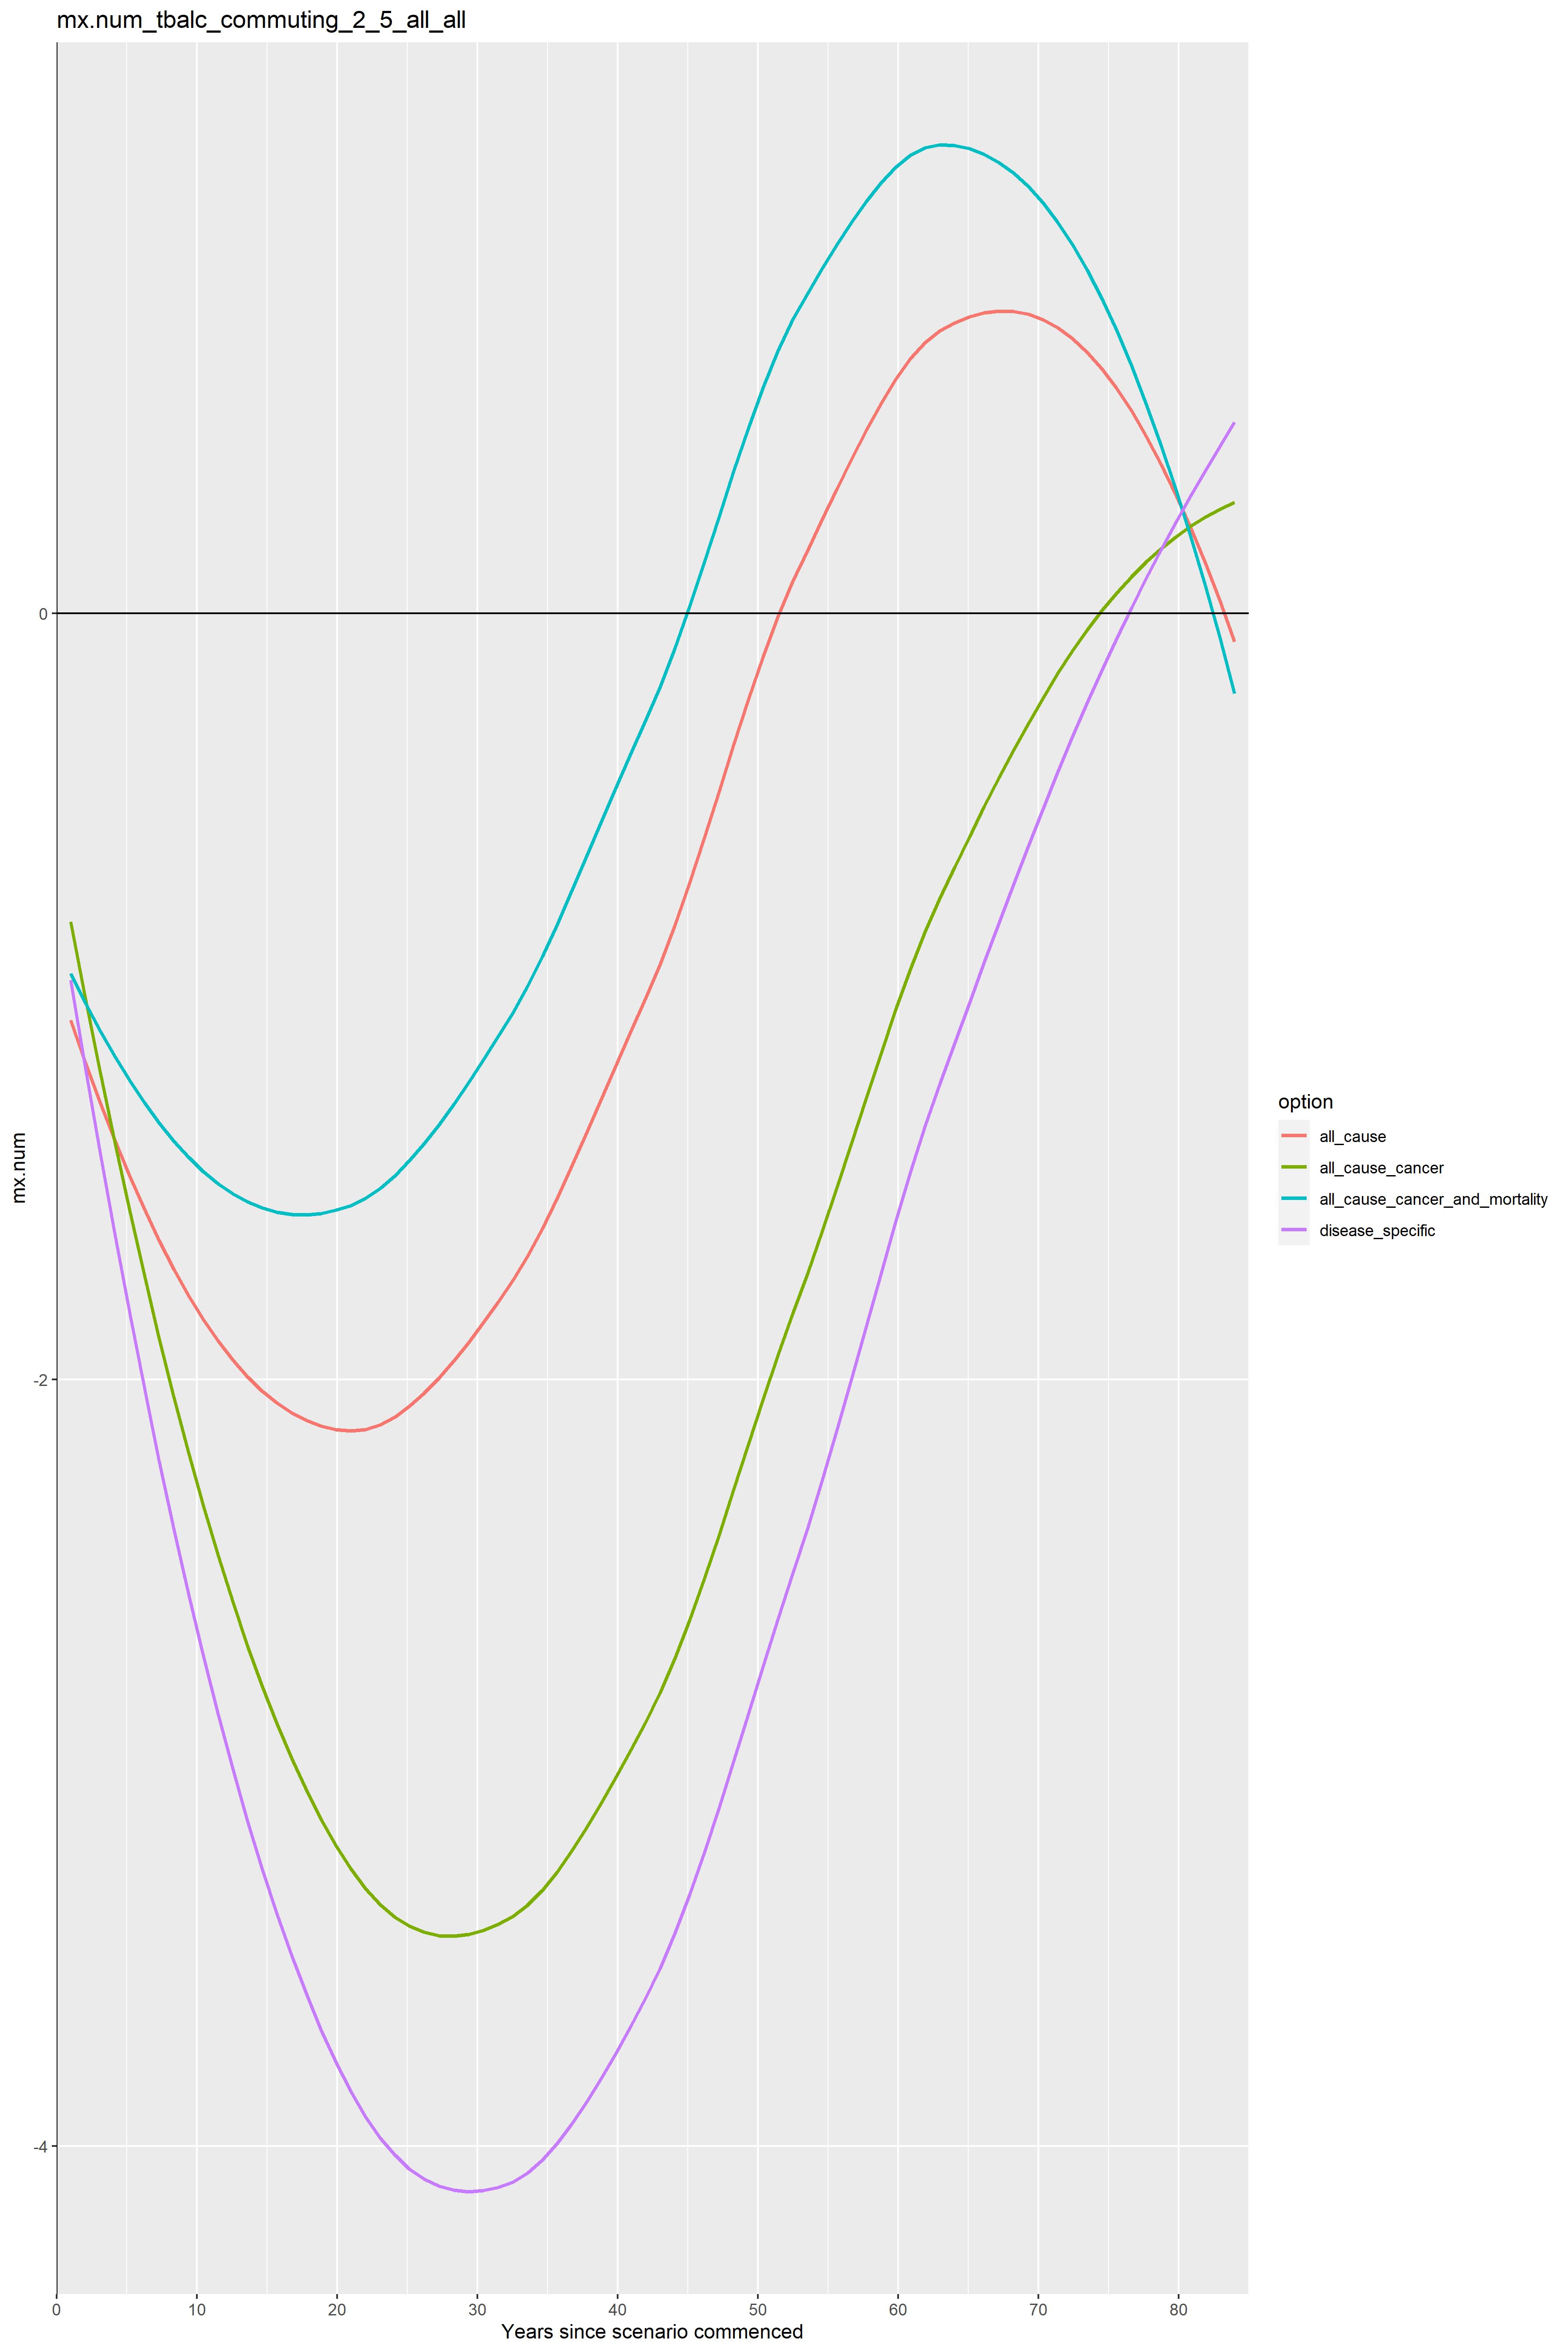 mx.num_tbalc_commuting_2_5_all_all
mx.num
0
-2
-4
0 10 20 30 40 50 60 70 80
Years since scenario commenced
option
all_cause
all_cause_cancer
all_cause_cancer_and_mortality
disease_specific